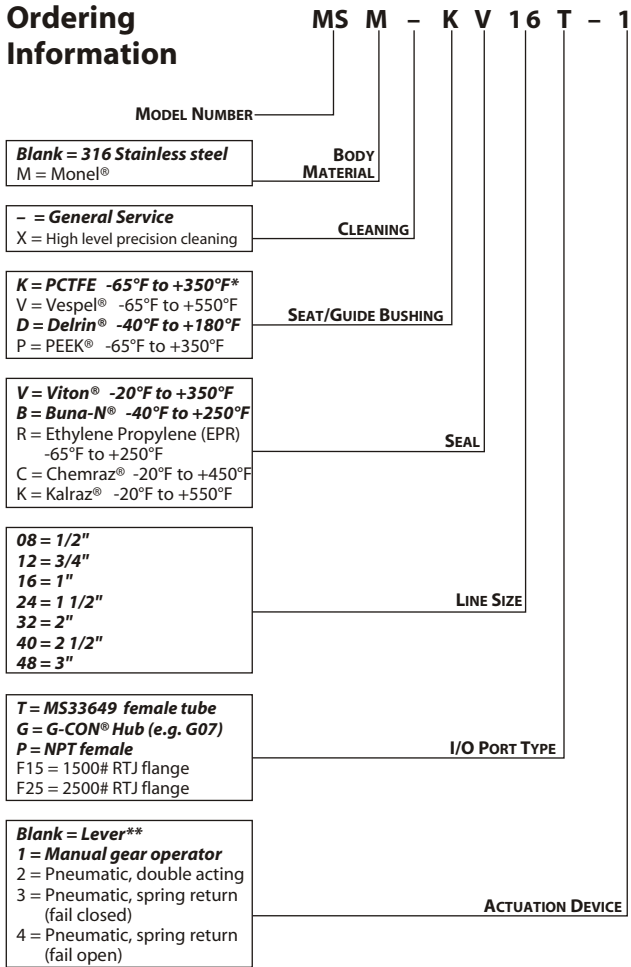 Ordering
Information
MS M – K V 16 T – 1
MODEL NUMBER
Blank = 316 Stainless steel
M = Monel®
BODY
MATERIAL
– = General Service
X = High level precision cleaning
CLEANING
K = PCTFE -65°F to +350°F*
V = Vespel® -65°F to +550°F
D = Delrin® -40°F to +180°F
P = PEEK® -65°F to +350°F
SEAT/GUIDE BUSHING
V = Viton® -20°F to +350°F
B = Buna-N® -40°F to +250°F
R = Ethylene Propylene (EPR)
-65°F to +250°F
C = Chemraz® -20°F to +450°F
K = Kalraz® -20°F to +550°F
SEAL
08 = 1/2"
12 = 3/4"
16 = 1"
24 = 1 1/2"
32 = 2"
40 = 2 1/2"
48 = 3"
LINE SIZE
T = MS33649 female tube
G = G-CON® Hub (e.g. G07)
P = NPT female
F15 = 1500# RTJ flange
F25 = 2500# RTJ flange
I/O PORT TYPE
Blank = Lever**
1 = Manual gear operator
2 = Pneumatic, double acting
3 = Pneumatic, spring return
(fail closed)
4 = Pneumatic, spring return
(fail open)
ACTUATION DEVICE